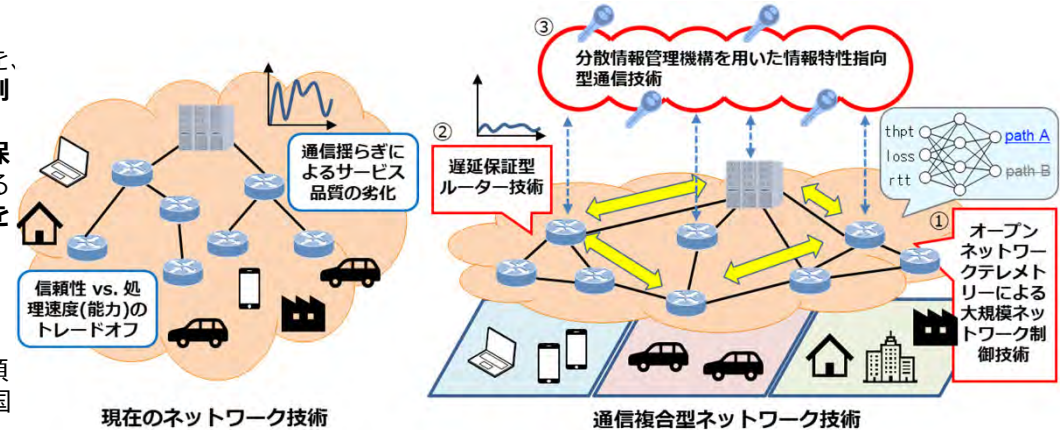 、
削
保
る
を
頃
国
通信揺らぎに
よるサービス
品質の劣化
信頼性 vs. 処
理速度(能力)の
トレードオフ
現在のネットワーク技術
③
分散情報管理機構を用いた情報特性指向
型通信技術
②
遅延保証型
ルーター技術
thpt
loss
rtt
path A
path B
①
オープン
ネットワー
クテレメト
リーによる
大規模ネッ
トワーク制
御技術
通信複合型ネットワーク技術